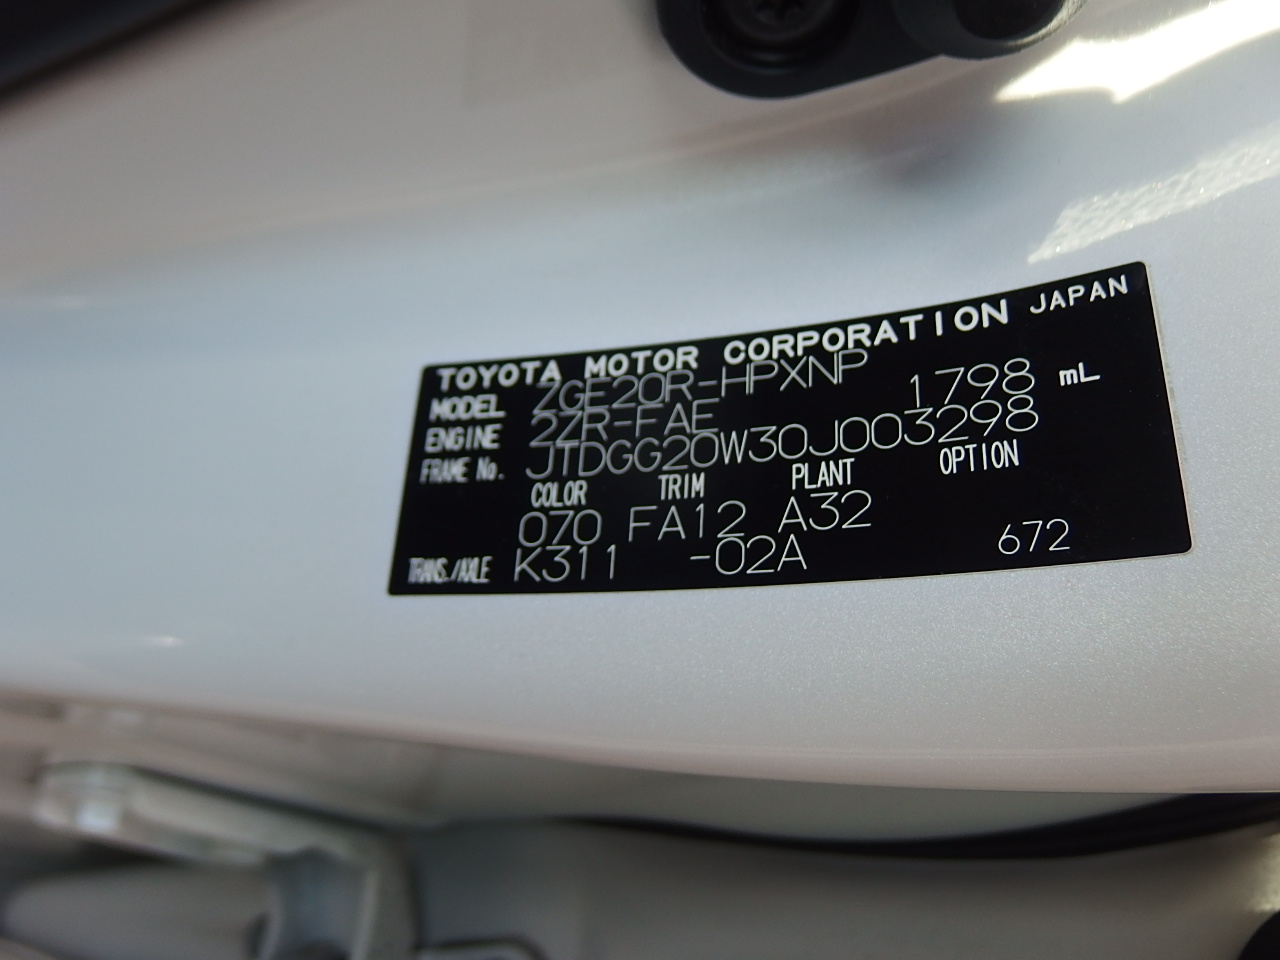 TOYOTA MOTOR CORPORATION JAPAN
MODEL ZGE20R-HPXNP
ENGINE 2ZR-FAE 1798 mL
FRAME No. JTDGG20W30J003298
COLOR TRIM PLANT OPTION
070 FA12 A32
TRANS./AXLE K311 -02A 672